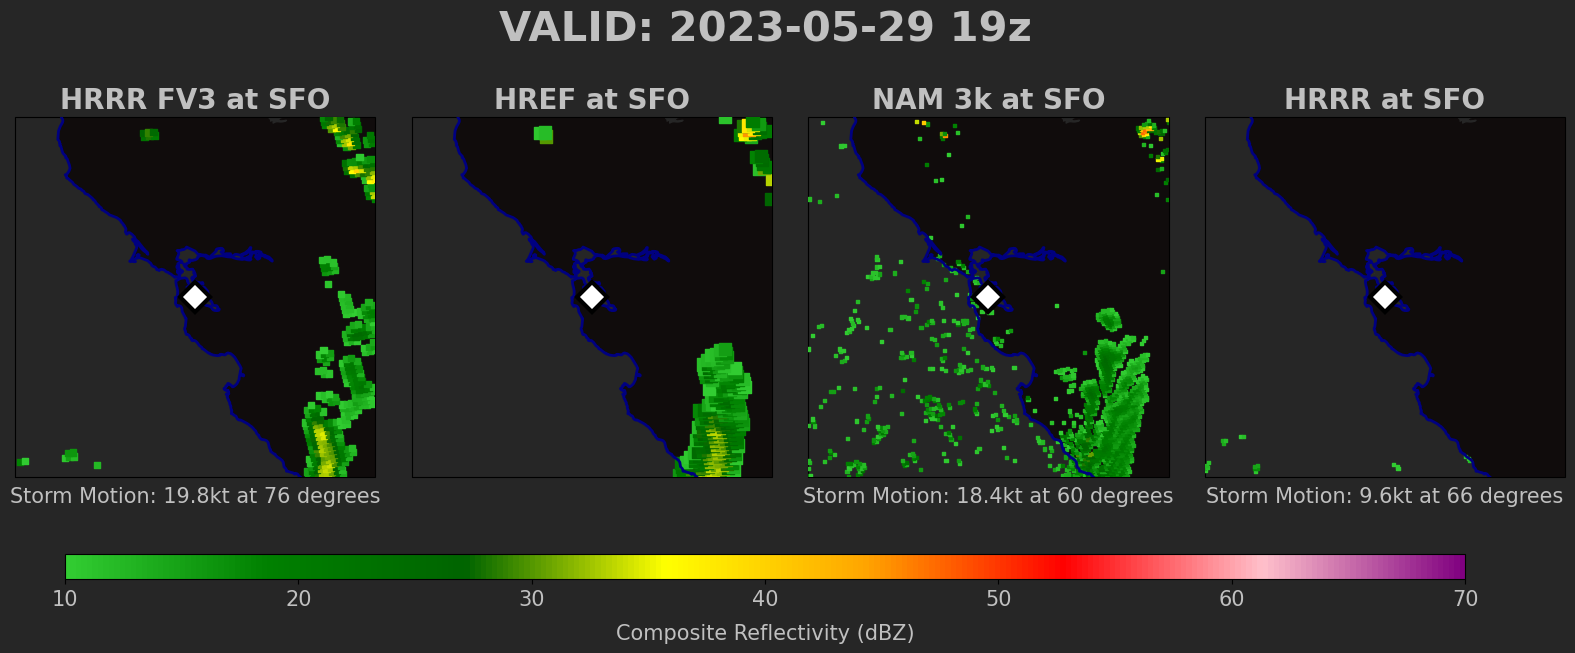 VALID: 2023-05-29 19z
HRRR FV3 at SFO
HREF at SFO
NAM 3k at SFO
HRRR at SFO
Storm Motion: 19.8kt at 76 degrees
Storm Motion: 18.4kt at 60 degrees
Storm Motion: 9.6kt at 66 degrees
10 20 30 40 50 60 70
Composite Reflectivity (dBZ)